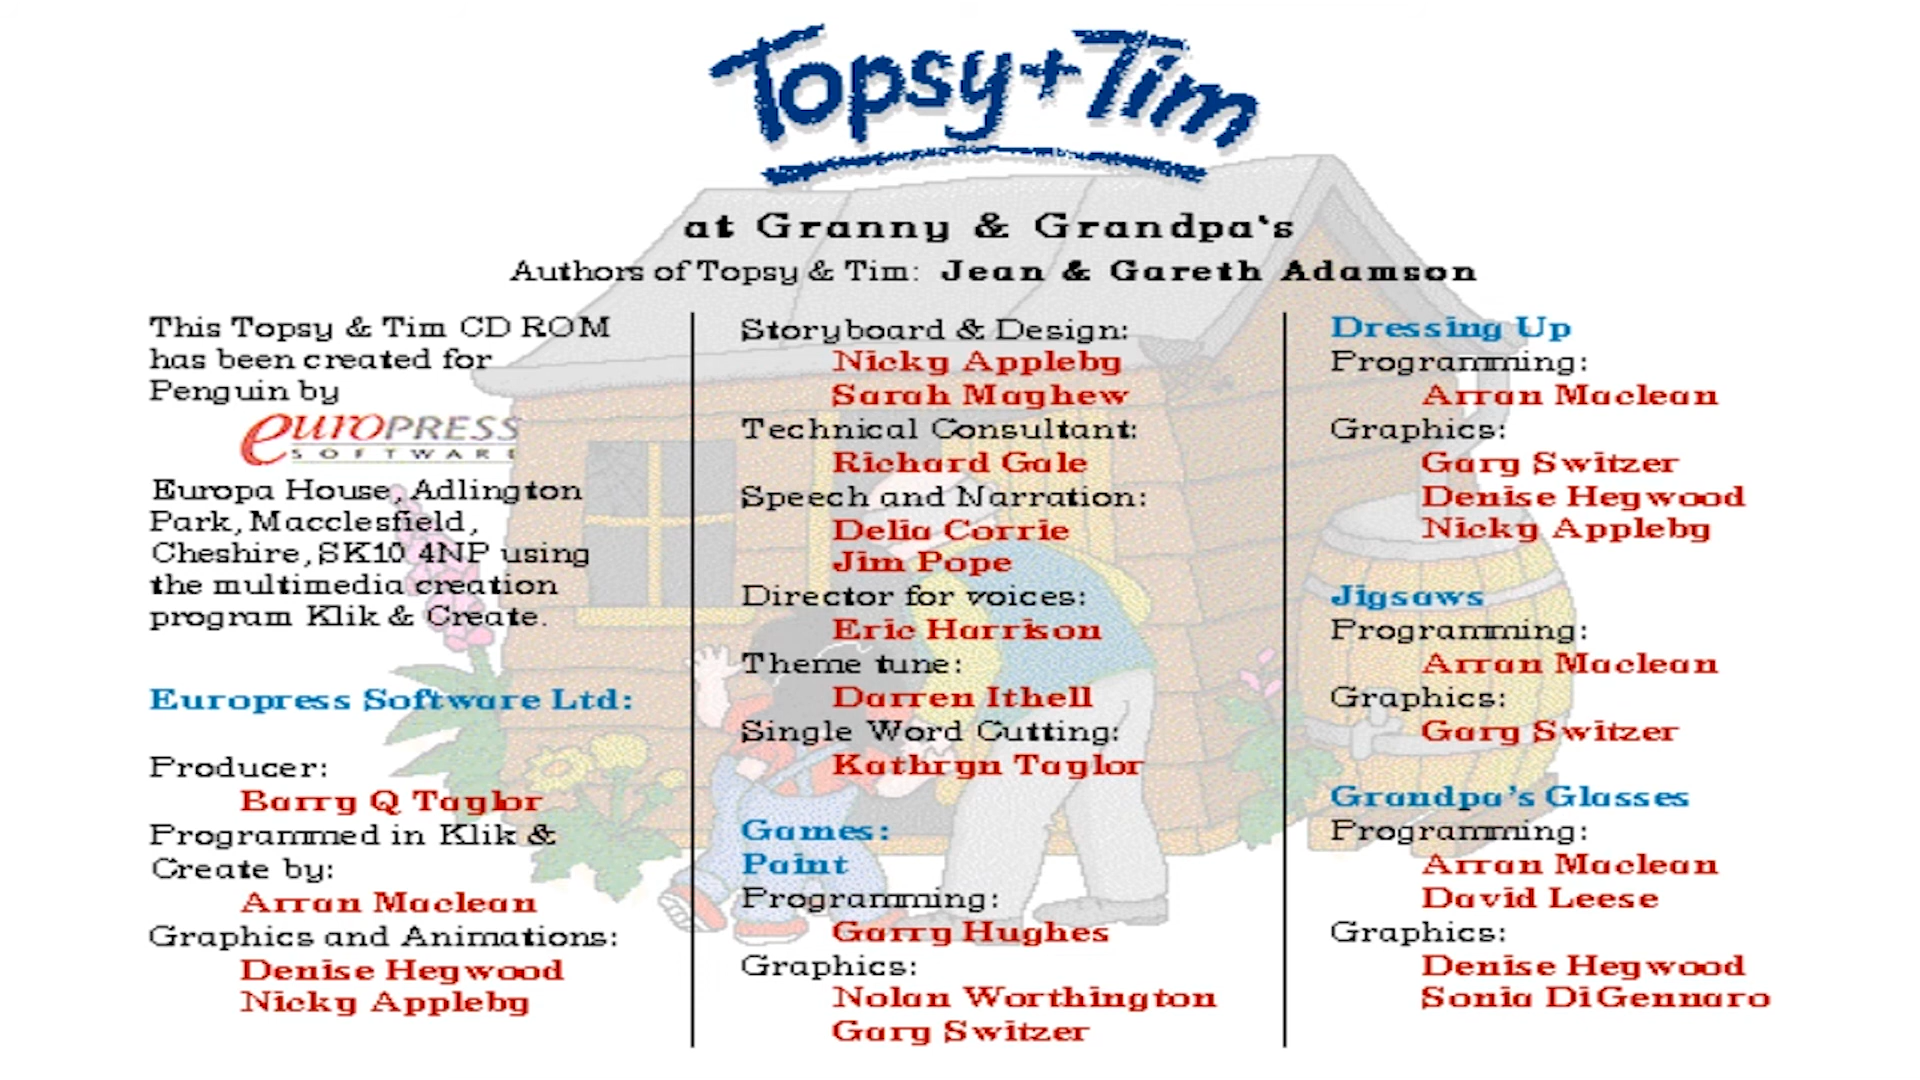 Topsy+Tim
at Granny & Grandpa's
Authors of Topsy & Tim: Jean & Gareth Adamson
This Topsy & Tim CD ROM
has been created for
Penguin by
europress
SOFTWARE
Europa House, Adlington
Park, Macclesfield,
Cheshire, SK10 4NP using
the multimedia creation
program Klik & Create.
Europress Software Ltd:
Producer:
Barry Q Taylor
Programmed in Klik &
Create by:
Arran Maclean
Graphics and Animations:
Denise Heywood
Nicky Appleby
Storyboard & Design:
Nicky Appleby
Sarah Mayhew
Technical Consultant:
Richard Gale
Speech and Narration:
Delia Corrie
Jim Pope
Director for voices:
Eric Harrison
Theme tune:
Darren Ithell
Single Word Cutting:
Kathryn Taylor
Games:
Paint
Programming:
Garry Hughes
Graphics:
Nolan Worthington
Gary Switzer
Dressing Up
Programming:
Arran Maclean
Graphics:
Gary Switzer
Denise Heywood
Nicky Appleby
Jigsaws
Programming:
Arran Maclean
Graphics:
Gary Switzer
Grandpa's Glasses
Programming:
Arran Maclean
David Leese
Graphics:
Denise Heywood
Sonia DiGennaro